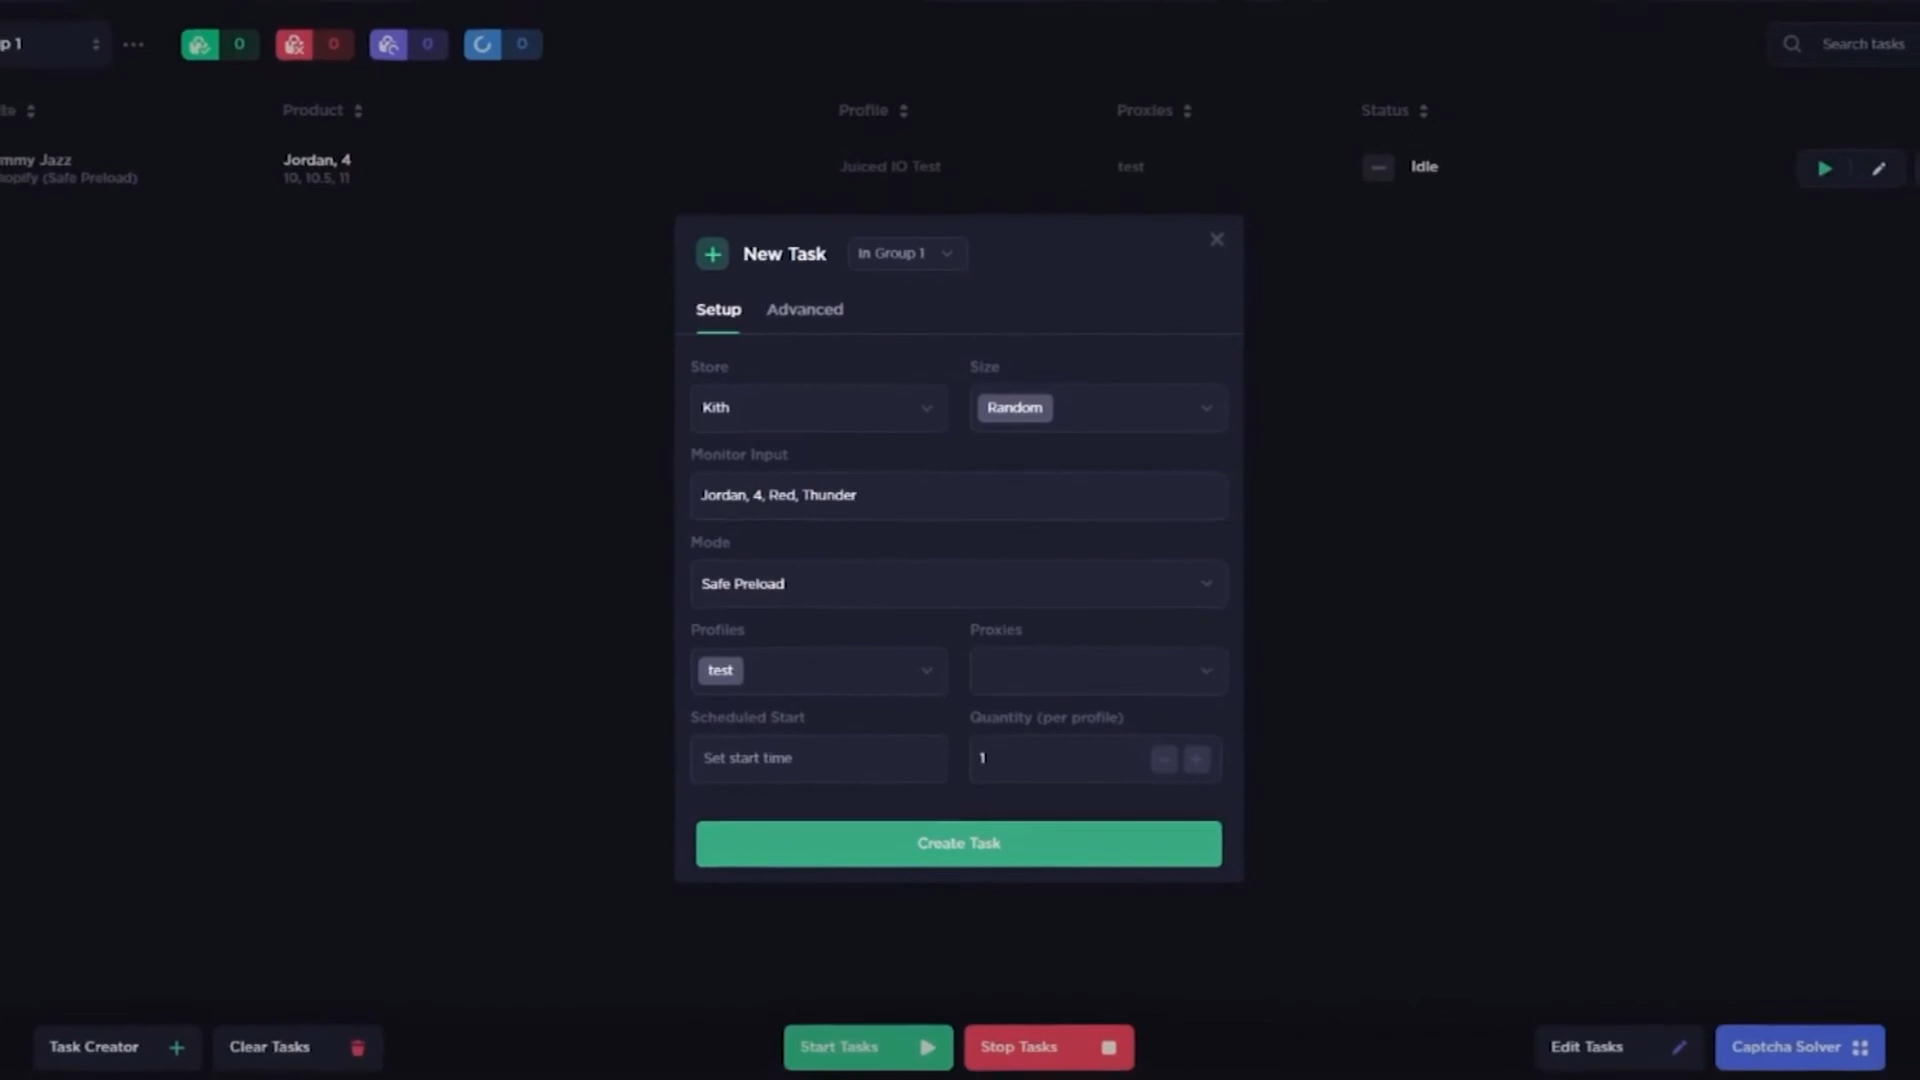 p 1
0
0
0
0
Search tasks
te
Product
Profile
Proxies
Status
mmy Jazz
Jordan, 4
opify (Safe Preload)
10, 10.5, 11
Juiced IO Test
test
Idle
New Task
In Group 1
Setup
Advanced
Store
Size
Kith
Random
Monitor Input
Jordan, 4, Red, Thunder
Mode
Safe Preload
Profiles
Proxies
test
Scheduled Start
Quantity (per profile)
Set start time
1
Create Task
Task Creator
Clear Tasks
Start Tasks
Stop Tasks
Edit Tasks
Captcha Solver